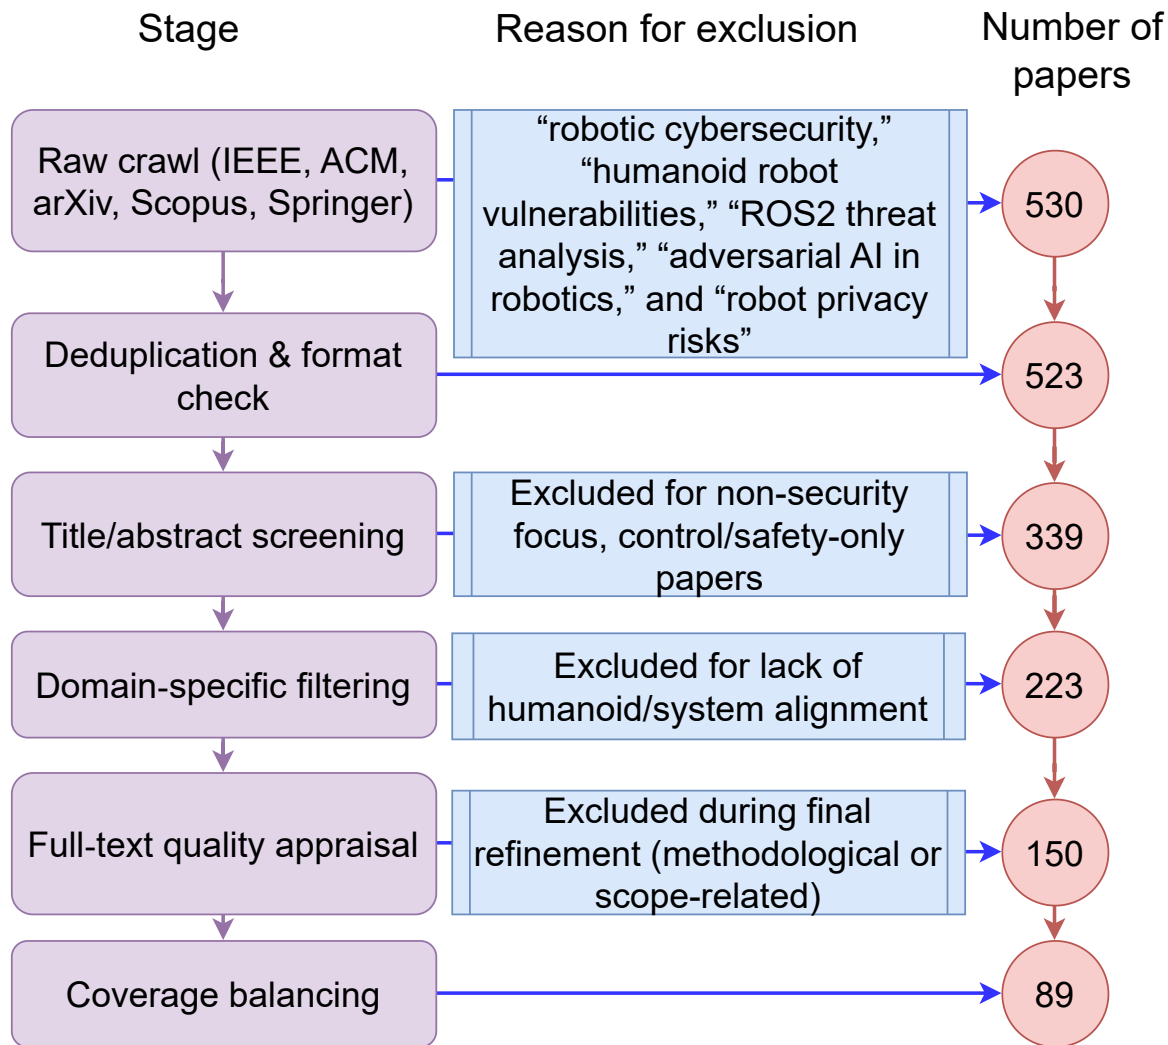 Stage
Reason for exclusion
Number of
papers
Raw crawl (IEEE, ACM,
arXiv, Scopus, Springer)
“robotic cybersecurity,”
“humanoid robot
vulnerabilities,” “ROS2 threat
analysis,” “adversarial AI in
robotics,” and “robot privacy
risks”
530
Deduplication & format
check
523
Title/abstract screening
Excluded for non-security
focus, control/safety-only
papers
339
Domain-specific filtering
Excluded for lack of
humanoid/system alignment
223
Full-text quality appraisal
Excluded during final
refinement (methodological or
scope-related)
150
Coverage balancing
89